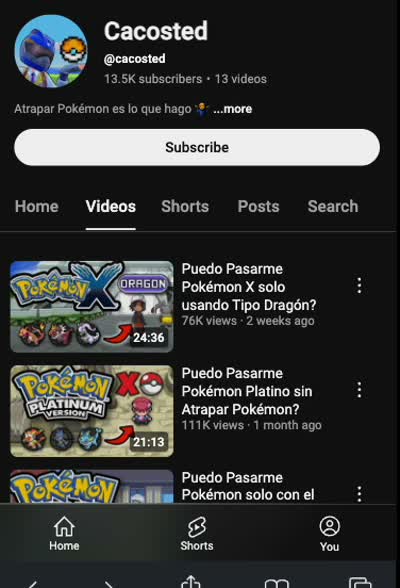 Cacosted
@cacosted
13.5K subscribers • 13 videos
Atrapar Pokémon es lo que hago 🤷‍♂️ ...more
Subscribe
Home Videos Shorts Posts Search
POKéMON X
DRAGON
24:36
Puedo Pasarme
Pokémon X solo
usando Tipo Dragón?
76K views · 2 weeks ago
POKéMON
PLATINUM
VERSION
21:13
Puedo Pasarme
Pokémon Platino sin
Atrapar Pokémon?
111K views · 1 month ago
POKéMON
Puedo Pasarme
Pokémon solo con el
Home Shorts You